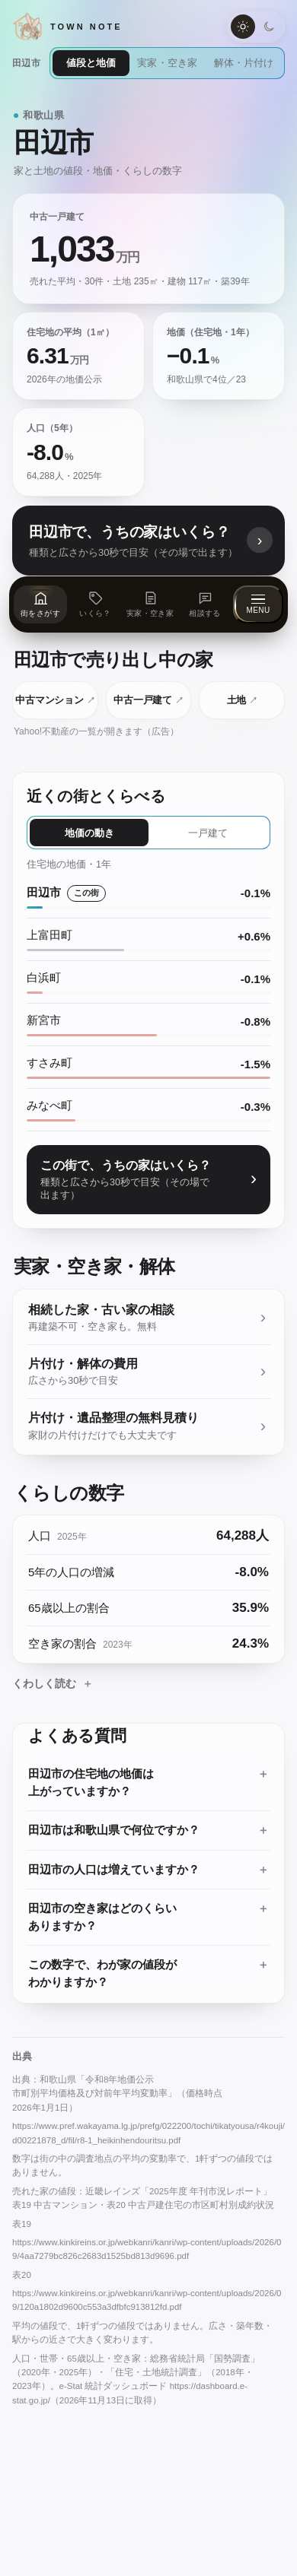 TOWN NOTE
田辺市
値段と地価
実家・空き家
解体・片付け
和歌山県
田辺市
家と土地の値段・地価・くらしの数字
中古一戸建て
1,033万円
売れた平均・30件・土地 235㎡・建物 117㎡・築39年
住宅地の平均（1㎡）
6.31万円
2026年の地価公示
地価（住宅地・1年）
−0.1%
和歌山県で4位／23
人口（5年）
-8.0%
64,288人・2025年
田辺市で、うちの家はいくら？
種類と広さから30秒で目安（その場で出ます）
›
街をさがす
いくら？
実家・空き家
相談する
MENU
田辺市で売り出し中の家
中古マンション ↗
中古一戸建て ↗
土地 ↗
Yahoo!不動産の一覧が開きます（広告）
近くの街とくらべる
地価の動き
一戸建て
住宅地の地価・1年
田辺市 この街 -0.1%
上富田町 +0.6%
白浜町 -0.1%
新宮市 -0.8%
すさみ町 -1.5%
みなべ町 -0.3%
この街で、うちの家はいくら？
種類と広さから30秒で目安（その場で
出ます）
›
実家・空き家・解体
相続した家・古い家の相談
再建築不可・空き家も。無料
›
片付け・解体の費用
広さから30秒で目安
›
片付け・遺品整理の無料見積り
家財の片付けだけでも大丈夫です
›
くらしの数字
人口 2025年 64,288人
5年の人口の増減 -8.0%
65歳以上の割合 35.9%
空き家の割合 2023年 24.3%
くわしく読む ＋
よくある質問
田辺市の住宅地の地価は
上がっていますか？ +
田辺市は和歌山県で何位ですか？ +
田辺市の人口は増えていますか？ +
田辺市の空き家はどのくらい
ありますか？ +
この数字で、わが家の値段が
わかりますか？ +
出典
出典：和歌山県「令和8年地価公示
市町別平均価格及び対前年平均変動率」（価格時点
2026年1月1日）
https://www.pref.wakayama.lg.jp/prefg/022200/tochi/tikatyousa/r4kouji/
d00221878_d/fil/r8-1_heikinhendouritsu.pdf
数字は街の中の調査地点の平均の変動率で、1軒ずつの値段では
ありません。
売れた家の値段：近畿レインズ「2025年度 年刊市況レポート」
表19 中古マンション・表20 中古戸建住宅の市区町村別成約状況
表19
https://www.kinkireins.or.jp/webkanri/kanri/wp-content/uploads/2026/0
9/4aa7279bc826c2683d1525bd813d9696.pdf
表20
https://www.kinkireins.or.jp/webkanri/kanri/wp-content/uploads/2026/0
9/120a1802d9600c553a3dfbfc913812fd.pdf
平均の値段で、1軒ずつの値段ではありません。広さ・築年数・
駅からの近さで大きく変わります。
人口・世帯・65歳以上・空き家：総務省統計局「国勢調査」
（2020年・2025年）・「住宅・土地統計調査」（2018年・
2023年）。e-Stat 統計ダッシュボード https://dashboard.e-
stat.go.jp/（2026年11月13日に取得）